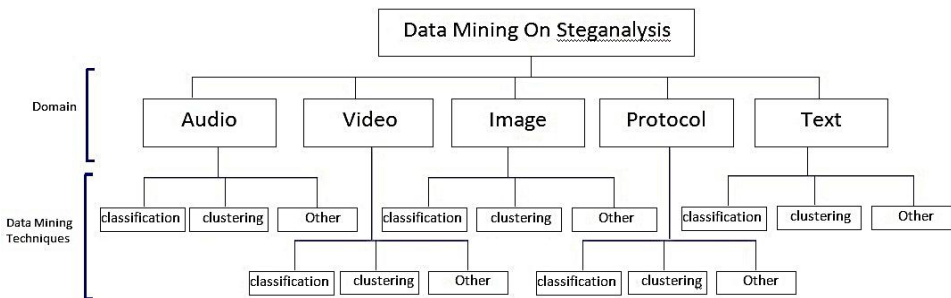 Data Mining On Steganalysis
Domain
Audio Video Image Protocol Text
Data Mining
Techniques
classification clustering Other classification clustering Other classification clustering Other
classification clustering Other classification clustering Other